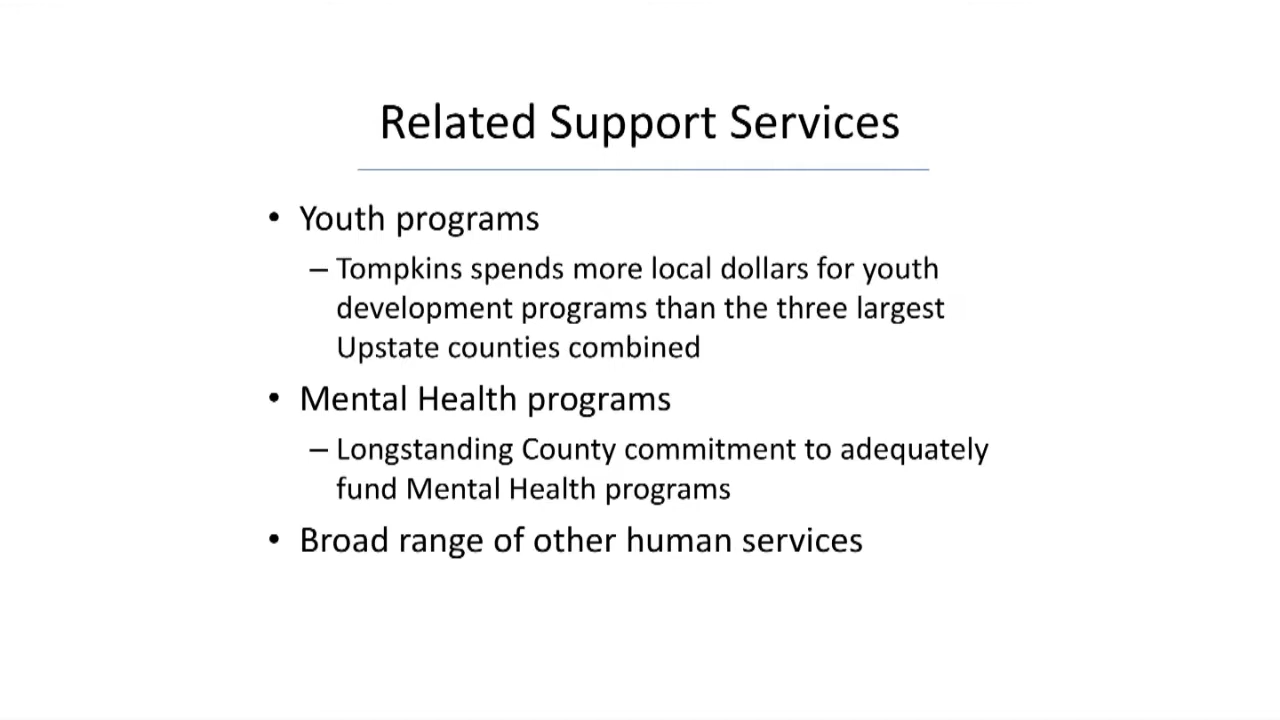 Related Support Services
• Youth programs
– Tompkins spends more local dollars for youth
development programs than the three largest
Upstate counties combined
• Mental Health programs
– Longstanding County commitment to adequately
fund Mental Health programs
• Broad range of other human services